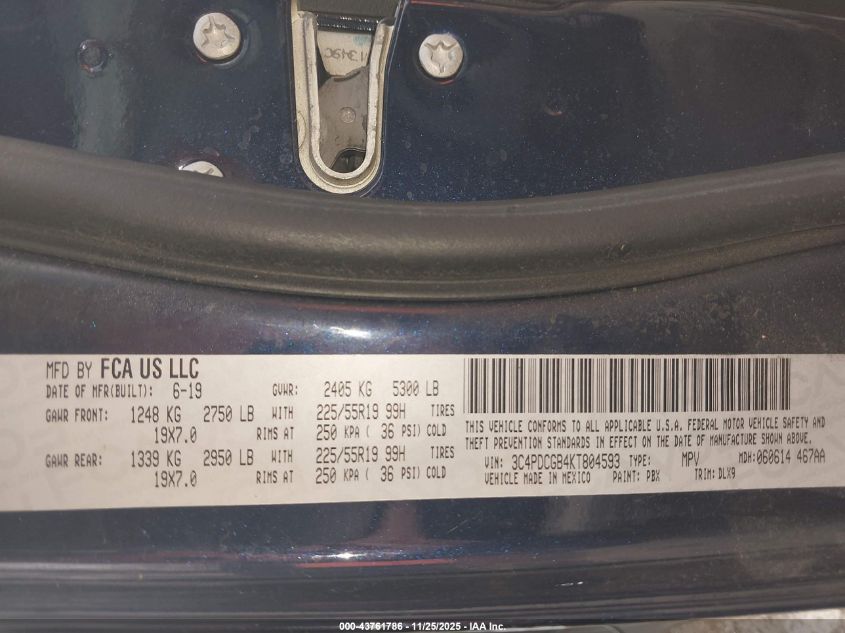 1349C
MFD BY FCA US LLC
DATE OF MFR(BUILT): 6-19 GVWR: 2405 KG 5300 LB
GAWR FRONT: 1248 KG 2750 LB WITH 225/55R19 99H TIRES
19X7.0 RIMS AT 250 KPA ( 36 PSI) COLD
GAWR REAR: 1339 KG 2950 LB WITH 225/55R19 99H TIRES
19X7.0 RIMS AT 250 KPA ( 36 PSI) COLD
THIS VEHICLE CONFORMS TO ALL APPLICABLE U.S.A. FEDERAL MOTOR VEHICLE SAFETY AND
THEFT PREVENTION STANDARDS IN EFFECT ON THE DATE OF MANUFACTURE SHOWN ABOVE.
VIN: 3C4PDCGB4KT804593 TYPE: MPV MDH: 060614 467AA
VEHICLE MADE IN MEXICO PAINT: PBX TRIM: DLX9
000-43761786 - 11/25/2025 - IAA Inc.